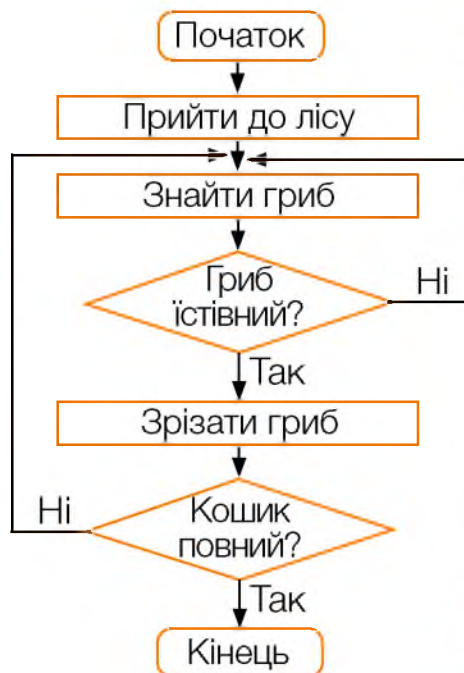 Початок
Прийти до лісу
Знайти гриб
Гриб
їстівний?
Ні
Так
Зрізати гриб
Ні
Кошик
повний?
Так
Кінець